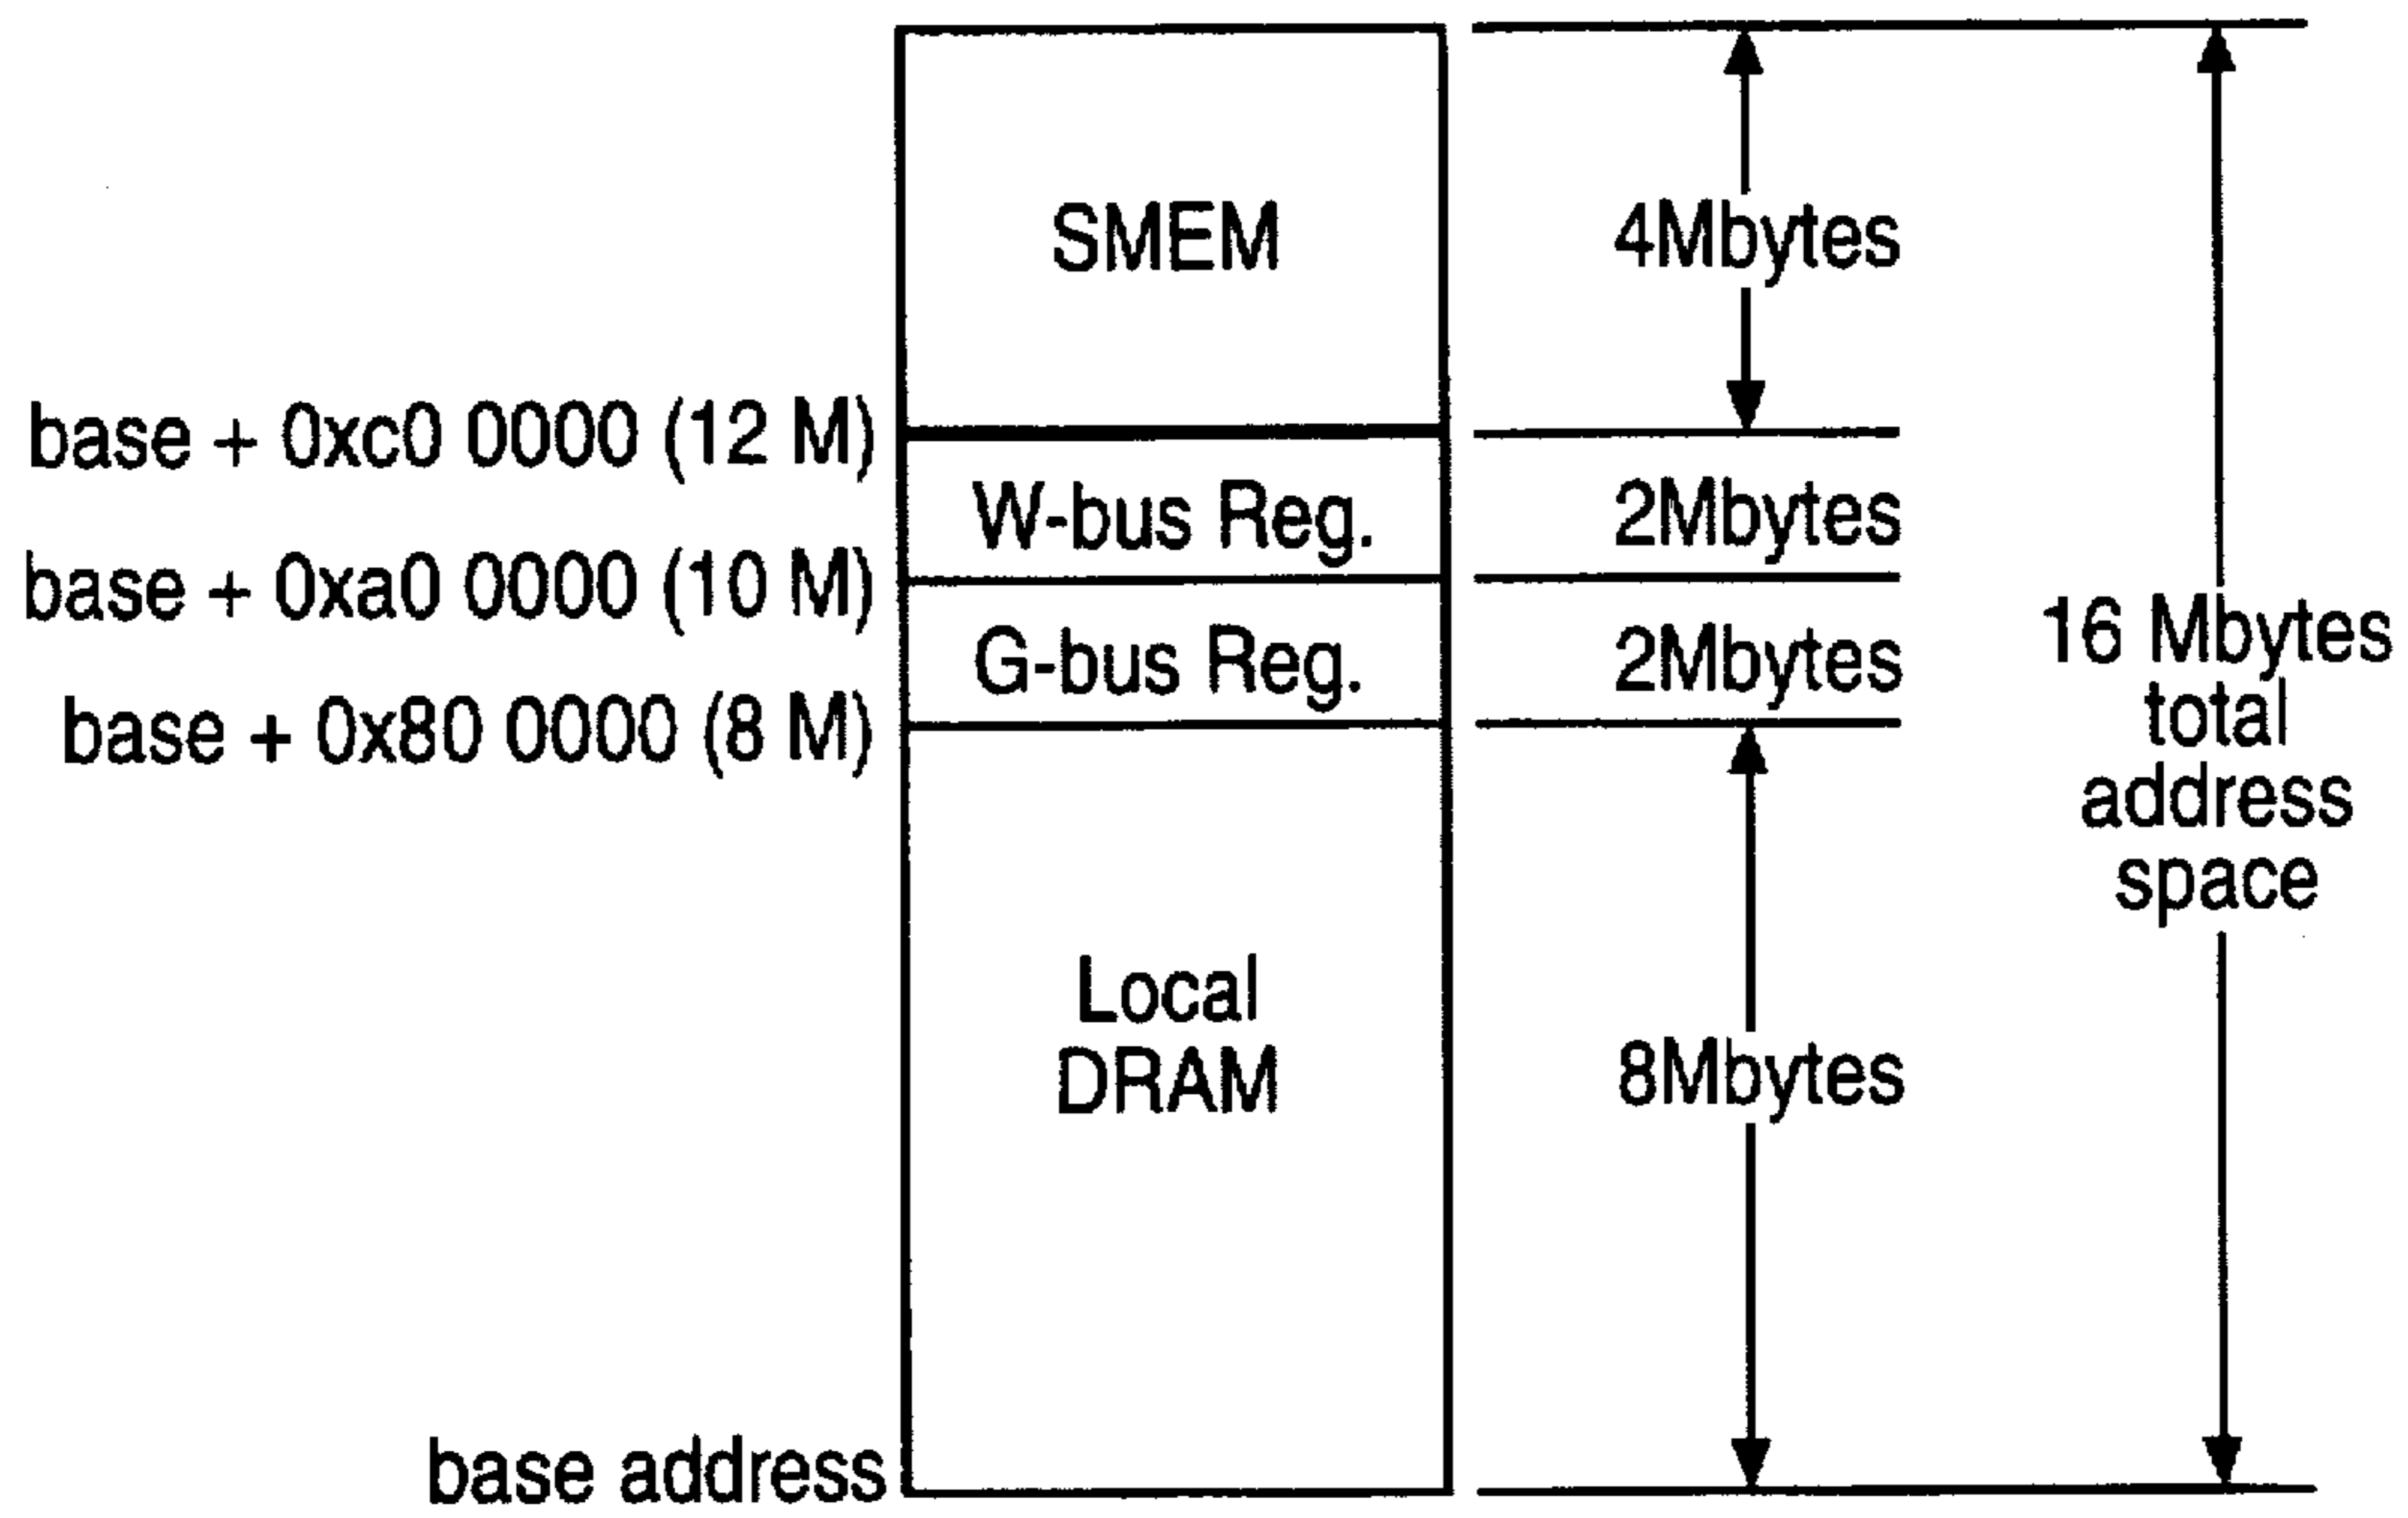 SMEM
4Mbytes
base + 0xc0 0000 (12 M)
W-bus Reg.
2Mbytes
base + 0xa0 0000 (10 M)
G-bus Reg.
2Mbytes
16 Mbytes
total
address
space
base + 0x80 0000 (8 M)
Local
DRAM
8Mbytes
base address